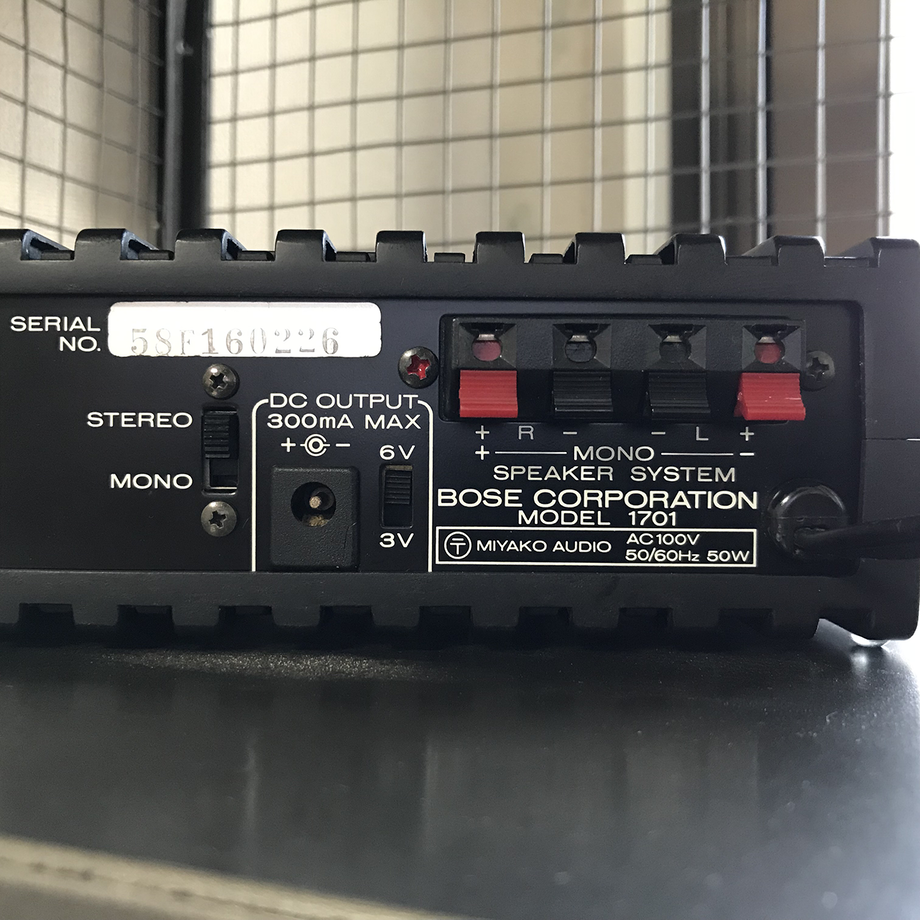 SERIAL
NO.
58F160226
STEREO
MONO
DC OUTPUT
300mA MAX
+ −
6V
3V
+ R − − L +
+ MONO −
SPEAKER SYSTEM
BOSE CORPORATION
MODEL 1701
T MIYAKO AUDIO
AC100V
50/60Hz 50W